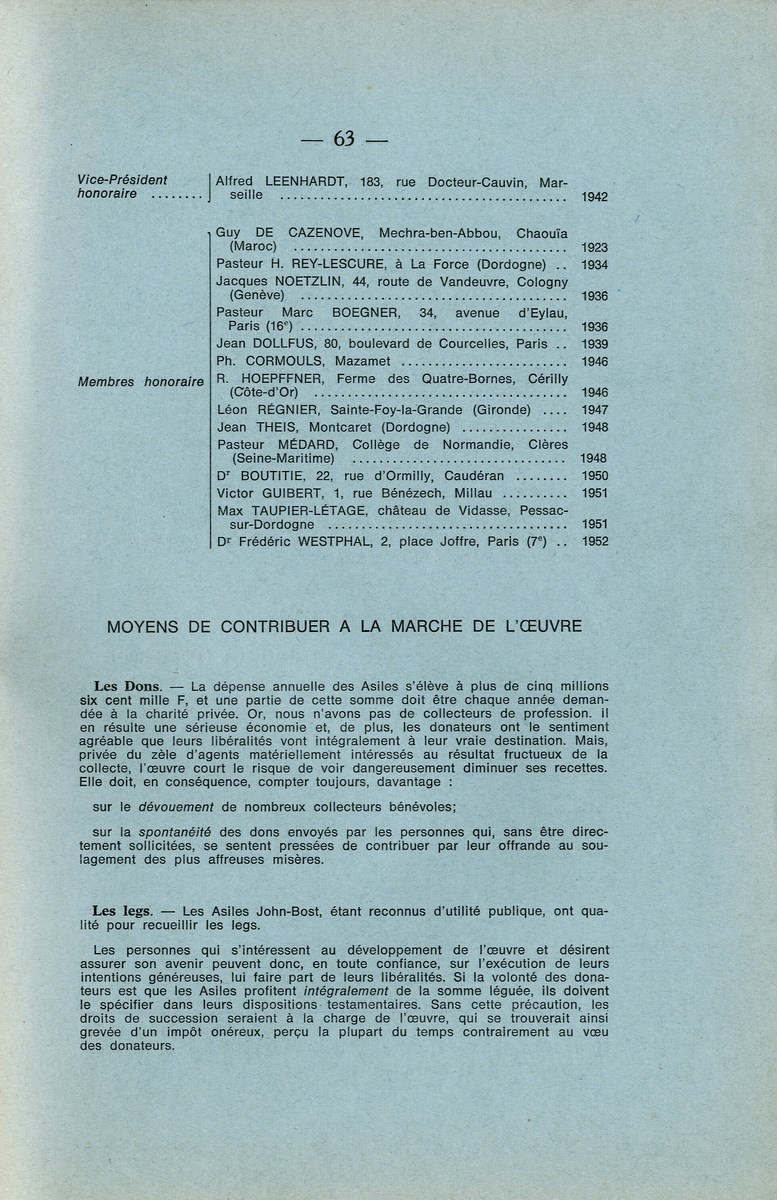 — 63 —
Vice-Président
honoraire ........
Alfred LEENHARDT, 183, rue Docteur-Cauvin, Mar-
seille ........................................ 1942
Guy DE CAZENOVE, Mechra-ben-Abbou, Chaouïa
(Maroc) ...................................... 1923
Pasteur H. REY-LESCURE, à La Force (Dordogne) .. 1934
Jacques NOETZLIN, 44, route de Vandeuvre, Cologny
(Genève) ..................................... 1936
Pasteur Marc BOEGNER, 34, avenue d'Eylau,
Paris (16e) ..................................... 1936
Jean DOLLFUS, 80, boulevard de Courcelles, Paris .. 1939
Ph. CORMOULS, Mazamet ....................... 1946
Membres honoraire
R. HOEPFFNER, Ferme des Quatre-Bornes, Cérilly
(Côte-d'Or) ................................... 1946
Léon RÉGNIER, Sainte-Foy-la-Grande (Gironde) .... 1947
Jean THEIS, Montcaret (Dordogne) ............... 1948
Pasteur MÉDARD, Collège de Normandie, Clères
(Seine-Maritime) .............................. 1948
Dr BOUTITIE, 22, rue d'Ormilly, Caudéran ........ 1950
Victor GUIBERT, 1, rue Bénézech, Millau .......... 1951
Max TAUPIER-LÉTAGE, château de Vidasse, Pessac-
sur-Dordogne ................................. 1951
Dr Frédéric WESTPHAL, 2, place Joffre, Paris (7e) .. 1952
MOYENS DE CONTRIBUER A LA MARCHE DE L'ŒUVRE
Les Dons. — La dépense annuelle des Asiles s'élève à plus de cinq millions
six cent mille F, et une partie de cette somme doit être chaque année deman-
dée à la charité privée. Or, nous n'avons pas de collecteurs de profession. il
en résulte une sérieuse économie et, de plus, les donateurs ont le sentiment
agréable que leurs libéralités vont intégralement à leur vraie destination. Mais,
privée du zèle d'agents matériellement intéressés au résultat fructueux de la
collecte, l'œuvre court le risque de voir dangereusement diminuer ses recettes.
Elle doit, en conséquence, compter toujours, davantage :
sur le dévouement de nombreux collecteurs bénévoles;
sur la spontanéité des dons envoyés par les personnes qui, sans être direc-
tement sollicitées, se sentent pressées de contribuer par leur offrande au sou-
lagement des plus affreuses misères.
Les legs. — Les Asiles John-Bost, étant reconnus d'utilité publique, ont qua-
lité pour recueillir les legs.
Les personnes qui s'intéressent au développement de l'œuvre et désirent
assurer son avenir peuvent donc, en toute confiance, sur l'exécution de leurs
intentions généreuses, lui faire part de leurs libéralités. Si la volonté des dona-
teurs est que les Asiles profitent intégralement de la somme léguée, ils doivent
le spécifier dans leurs dispositions testamentaires. Sans cette précaution, les
droits de succession seraient à la charge de l'œuvre, qui se trouverait ainsi
grevée d'un impôt onéreux, perçu la plupart du temps contrairement au vœu
des donateurs.